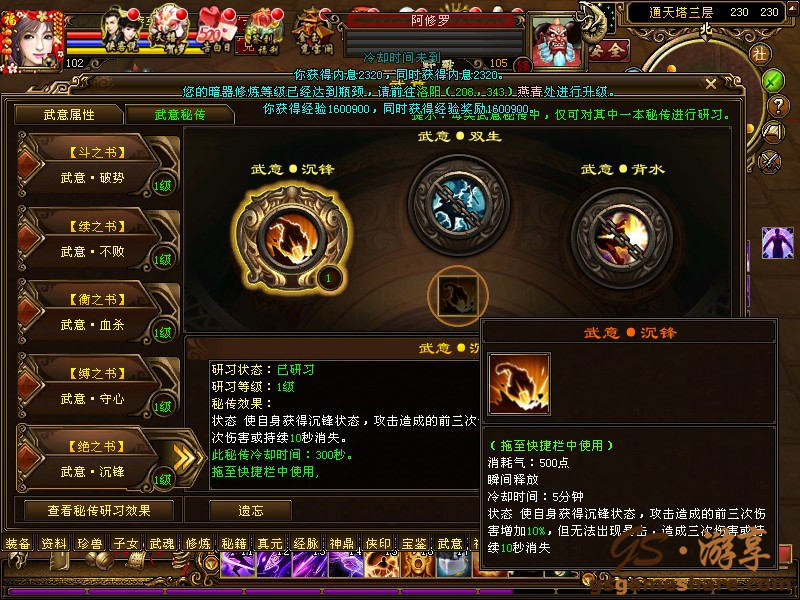 阿修罗
通天塔三层 230 230
北
102
105
冷却时间未到
安全
社
你获得内息2320,同时获得内息2320。
您的暗器修炼等级已经达到瓶颈,请前往洛阳(208,343)燕青处进行升级。
你获得经验1600900,同时获得经验奖励1600900。
武意属性
武意秘传
提示:每类武意秘传中,仅可对其中一本秘传进行研习。
武意●双生
武意●沉锋
武意●背水
1
【斗之书】
武意·破势
1级
【续之书】
武意·不败
1级
【衡之书】
武意·血杀
1级
【缚之书】
武意·守心
1级
【绝之书】
武意·沉锋
1级
武意●沉
研习状态:已研习
研习等级:1级
秘传效果:
状态 使自身获得沉锋状态,攻击造成的前三次
次伤害或持续10秒消失。
此秘传冷却时间:300秒。
拖至快捷栏中使用,
武意●沉锋
(拖至快捷栏中使用)
消耗气:500点
瞬间释放
冷却时间:5分钟
状态 使自身获得沉锋状态,攻击造成的前三次伤
害增加10%,但无法出现暴击,造成三次伤害或持
续10秒消失
查看秘传研习效果
遗忘
装备 资料 珍兽 子女 武魂 修炼 秘籍 真元 经脉 神鼎 侠印 宝鉴 武意
GS·游享